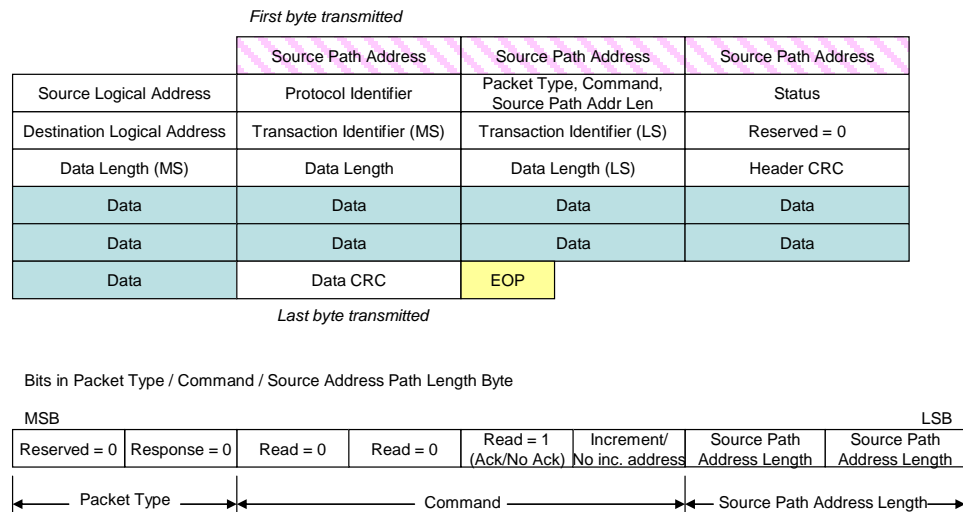 First byte transmitted
Source Path Address Source Path Address Source Path Address
Source Logical Address Protocol Identifier Packet Type, Command, Source Path Addr Len Status
Destination Logical Address Transaction Identifier (MS) Transaction Identifier (LS) Reserved = 0
Data Length (MS) Data Length Data Length (LS) Header CRC
Data Data Data Data
Data Data Data Data
Data Data CRC EOP
Last byte transmitted
Bits in Packet Type / Command / Source Address Path Length Byte
MSB LSB
Reserved = 0 Response = 0 Read = 0 Read = 0 Read = 1 (Ack/No Ack) Increment/ No inc. address Source Path Address Length Source Path Address Length
Packet Type Command Source Path Address Length